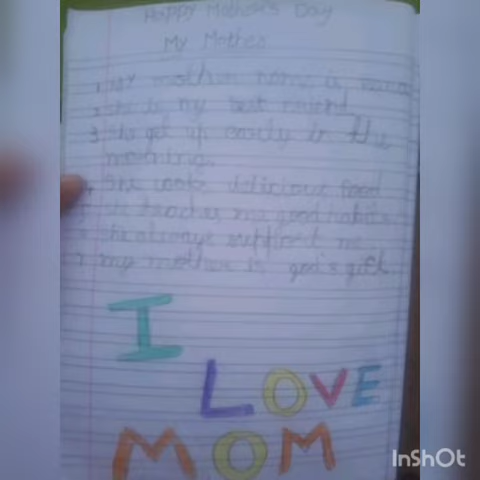 Happy Mother's Day
My Mother
1. My mother name is
2. She is my best friend
3. She get up early in the
morning.
4. She cooks delicious food
5. She teaches me good habits.
6. She always support me.
7. my mother is god's gift.
I
LOVE
MOM
InShOt